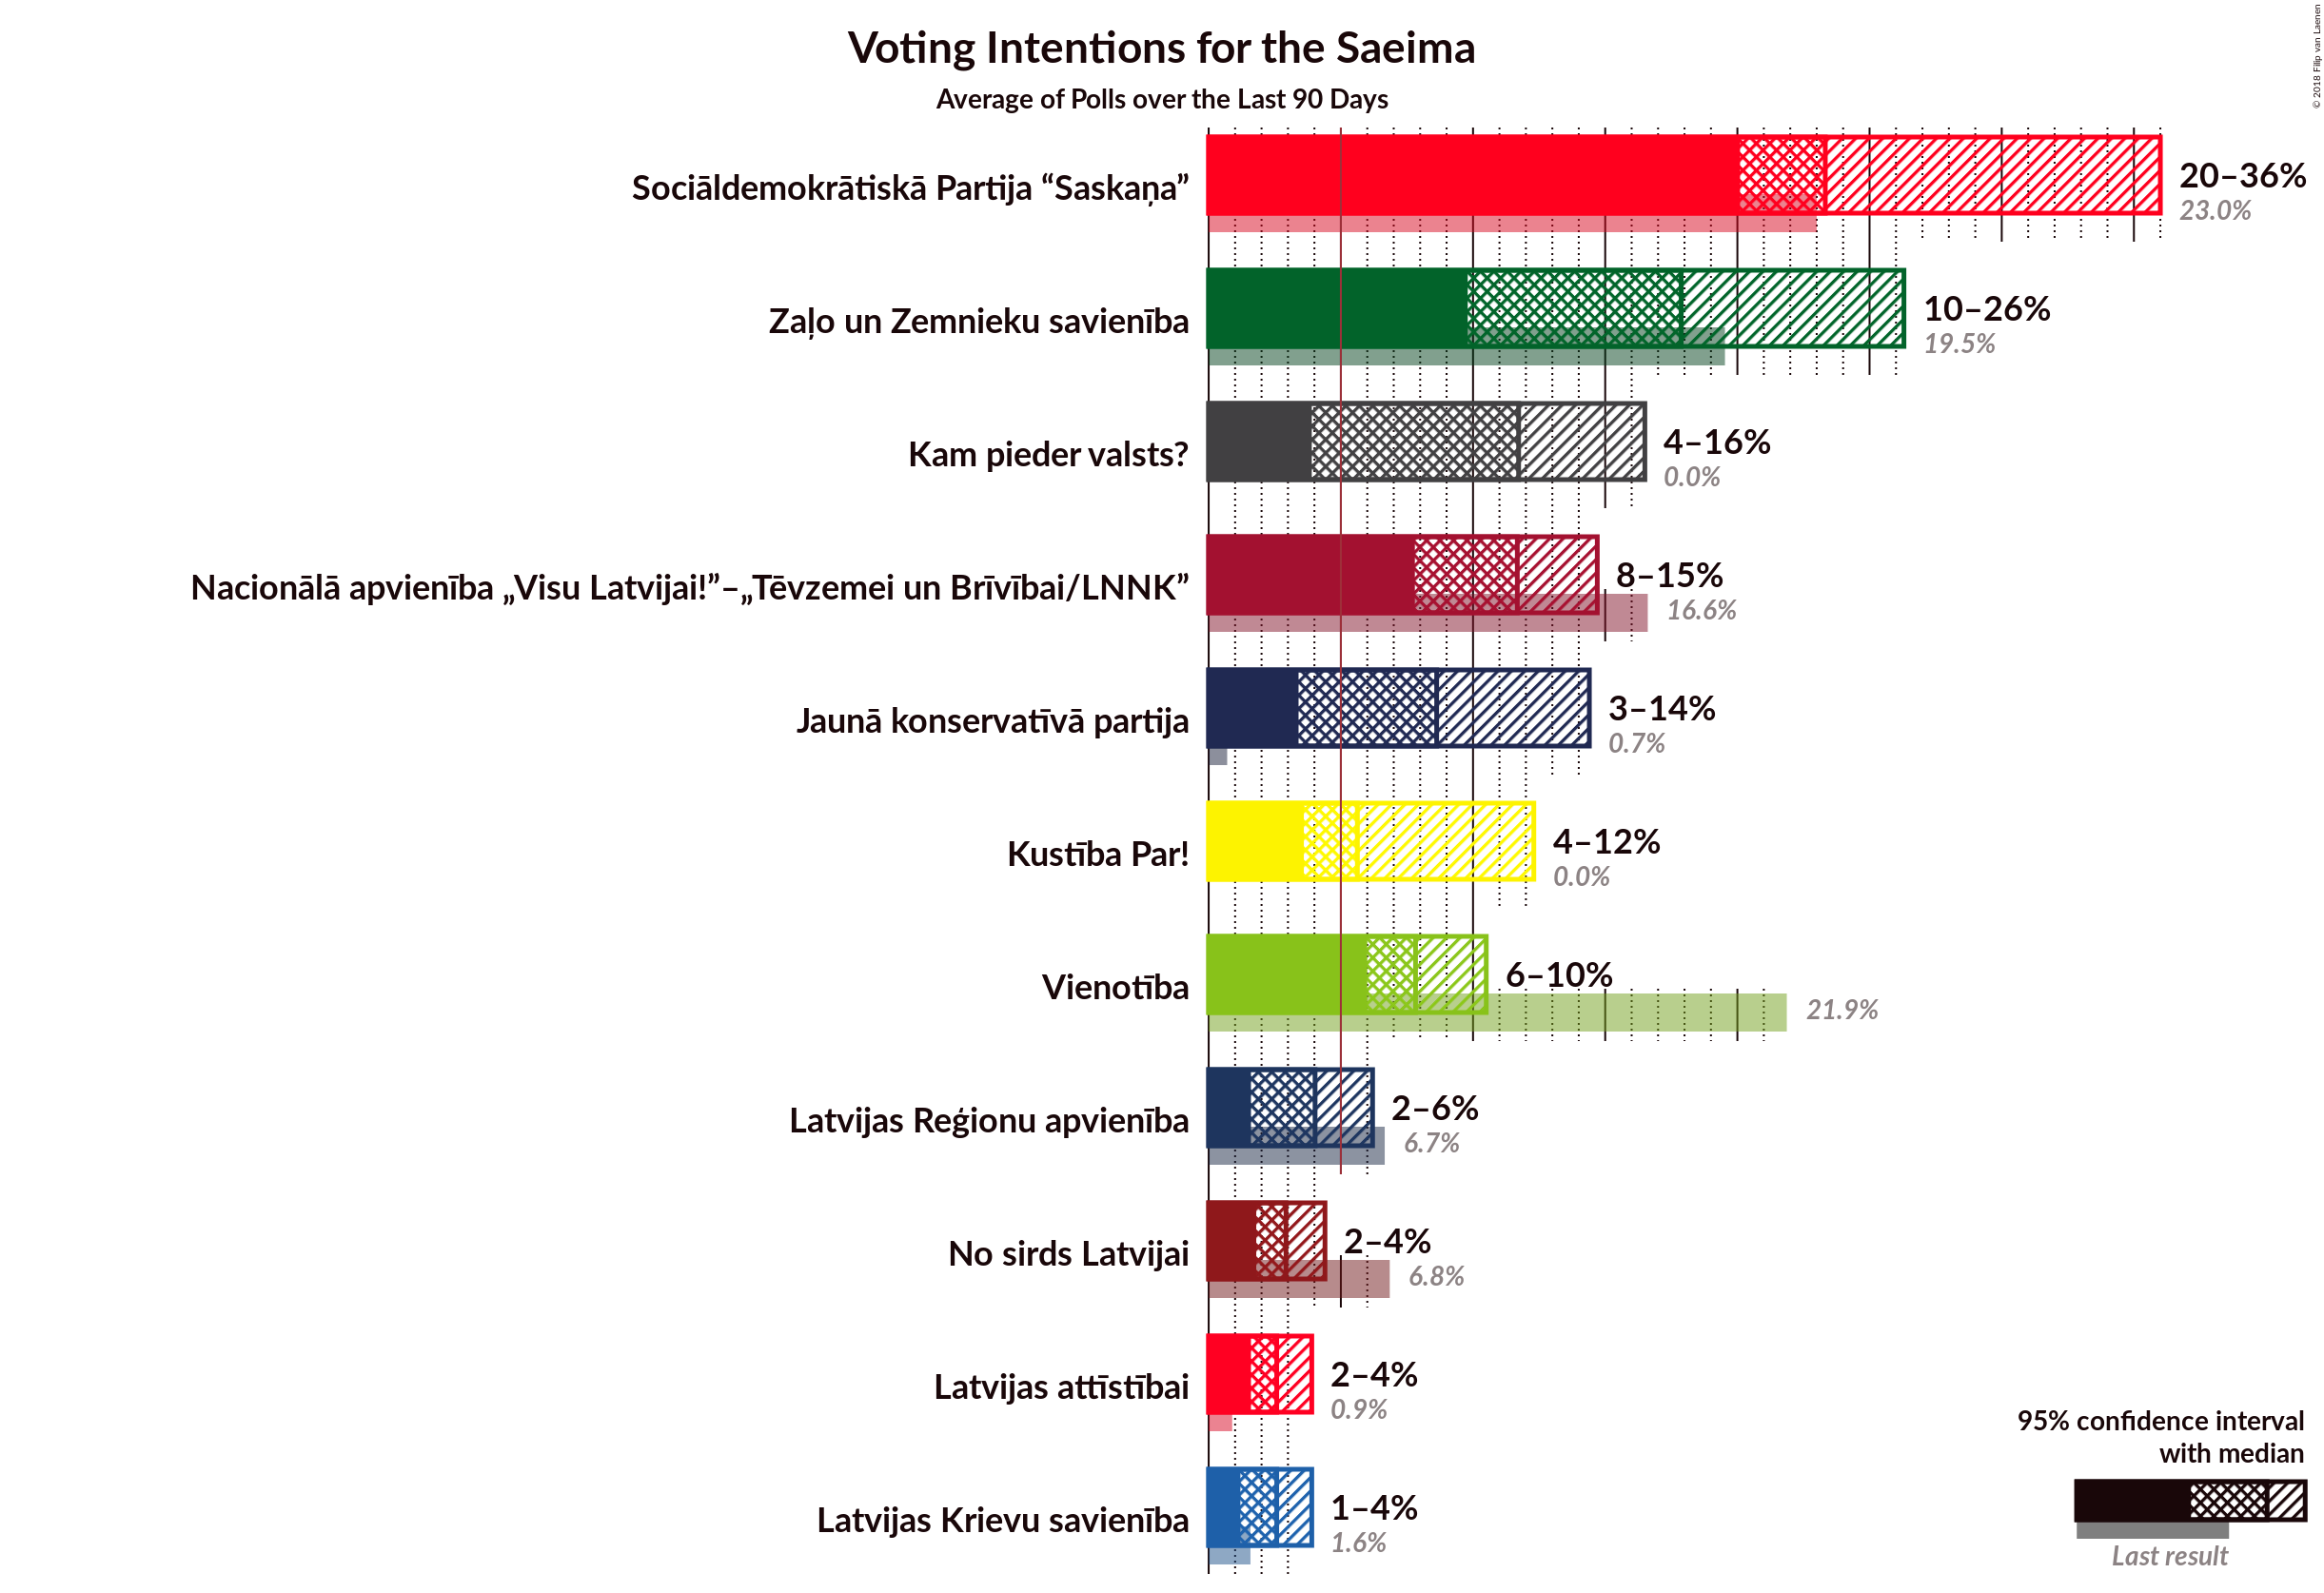 Voting Intentions for the Saeima
Average of Polls over the Last 90 Days
© 2018 Filip van Laenen
Sociāldemokrātiskā Partija “Saskaņa”
20–36%
23.0%
Zaļo un Zemnieku savienība
10–26%
19.5%
Kam pieder valsts?
4–16%
0.0%
Nacionālā apvienība „Visu Latvijai!”–„Tēvzemei un Brīvībai/LNNK”
8–15%
16.6%
Jaunā konservatīvā partija
3–14%
0.7%
Kustība Par!
4–12%
0.0%
Vienotība
6–10%
21.9%
Latvijas Reģionu apvienība
2–6%
6.7%
No sirds Latvijai
2–4%
6.8%
Latvijas attīstībai
2–4%
0.9%
Latvijas Krievu savienība
1–4%
1.6%
95% confidence interval
with median
Last result